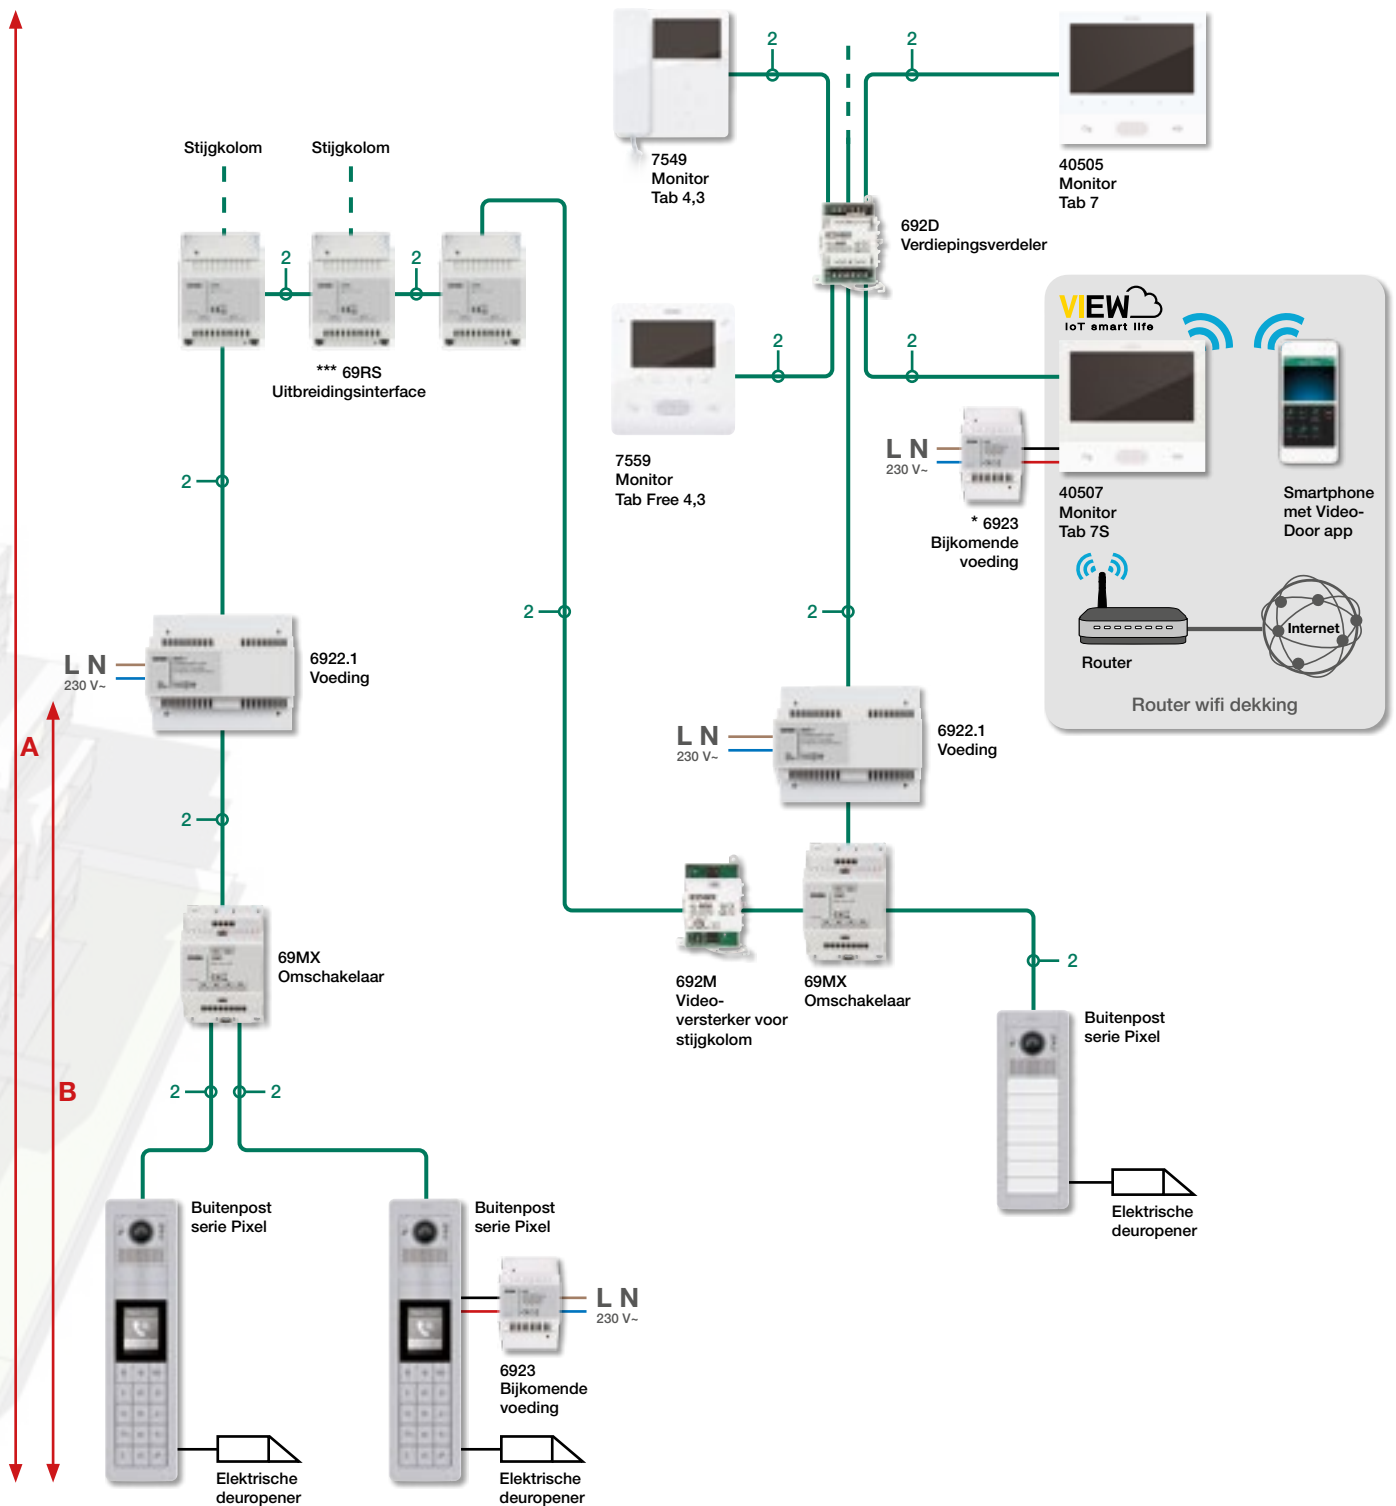 2
2
7549
Monitor
Tab 4,3
40505
Monitor
Tab 7
Stijgkolom
Stijgkolom
692D
Verdiepingsverdeler
2
2
*** 69RS
Uitbreidingsinterface
2
2
VIEW
IoT smart life
7559
Monitor
Tab Free 4,3
L N
230 V~
* 6923
Bijkomende
voeding
40507
Monitor
Tab 7S
Smartphone
met Video-
Door app
Router
Internet
Router wifi dekking
2
2
2
L N
230 V~
6922.1
Voeding
L N
230 V~
6922.1
Voeding
A
2
69MX
Omschakelaar
692M
Video-
versterker voor
stijgkolom
69MX
Omschakelaar
2
Buitenpost
serie Pixel
B
2
2
Elektrische
deuropener
Buitenpost
serie Pixel
Buitenpost
serie Pixel
L N
230 V~
6923
Bijkomende
voeding
Elektrische
deuropener
Elektrische
deuropener